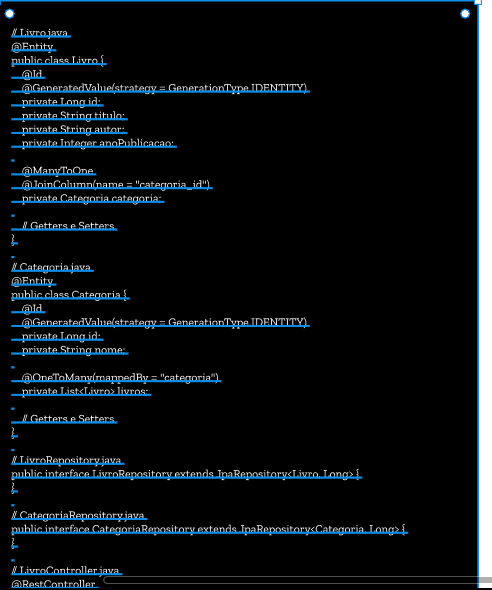 // Livro.java
@Entity
public class Livro {
@Id
@GeneratedValue(strategy = GenerationType.IDENTITY)
private Long id;
private String titulo;
private String autor;
private Integer anoPublicacao;
@ManyToOne
@JoinColumn(name = "categoria_id")
private Categoria categoria;
// Getters e Setters
}
// Categoria.java
@Entity
public class Categoria {
@Id
@GeneratedValue(strategy = GenerationType.IDENTITY)
private Long id;
private String nome;
@OneToMany(mappedBy = "categoria")
private List<Livro> livros;
// Getters e Setters
}
// LivroRepository.java
public interface LivroRepository extends JpaRepository<Livro, Long> {
}
// CategoriaRepository.java
public interface CategoriaRepository extends JpaRepository<Categoria, Long> {
}
// LivroController.java
@RestController